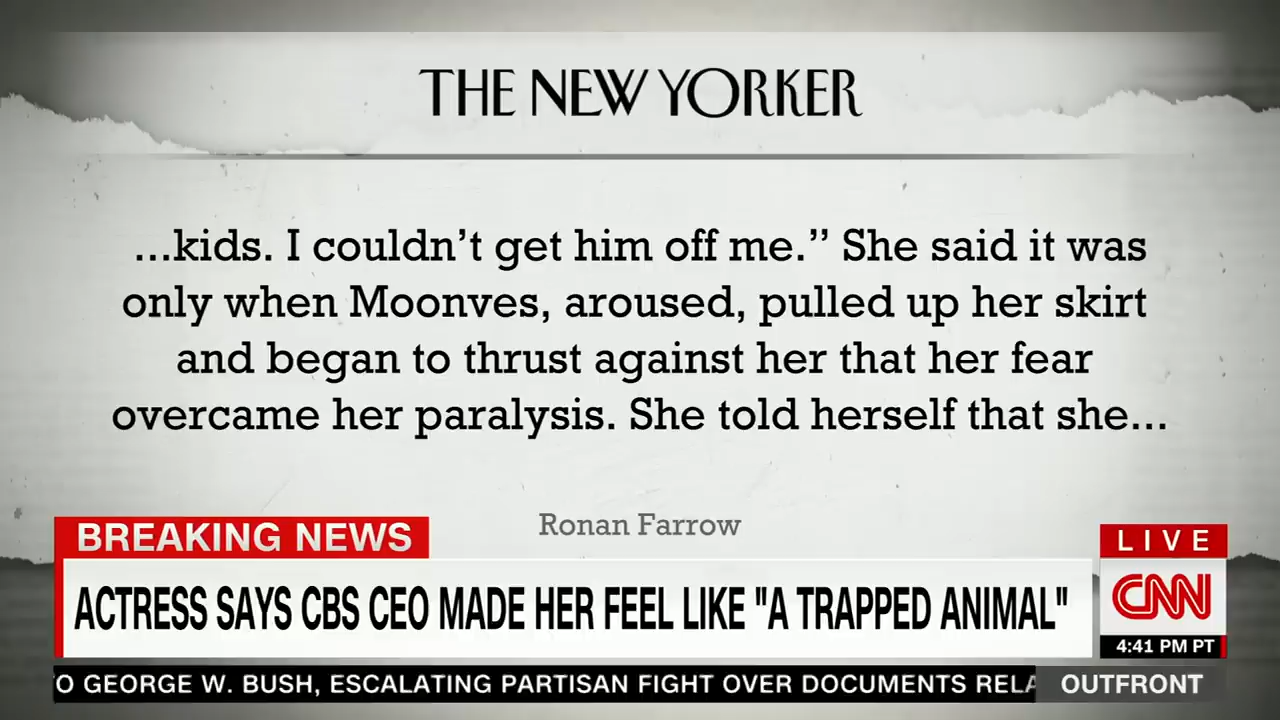 THE NEW YORKER
...kids. I couldn’t get him off me.” She said it was
only when Moonves, aroused, pulled up her skirt
and began to thrust against her that her fear
overcame her paralysis. She told herself that she...
Ronan Farrow
BREAKING NEWS
ACTRESS SAYS CBS CEO MADE HER FEEL LIKE "A TRAPPED ANIMAL"
LIVE
CNN
4:41 PM PT
O GEORGE W. BUSH, ESCALATING PARTISAN FIGHT OVER DOCUMENTS RELA
OUTFRONT